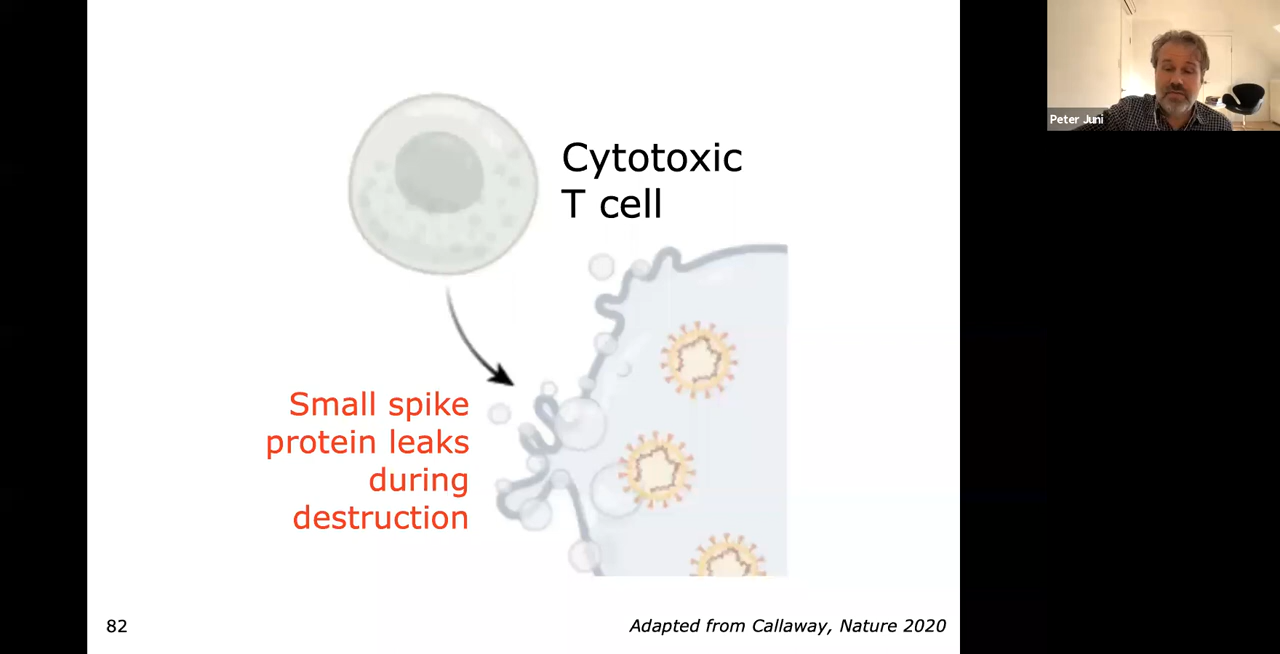 Cytotoxic
T cell
Small spike
protein leaks
during
destruction
82
Adapted from Callaway, Nature 2020
Peter Juni